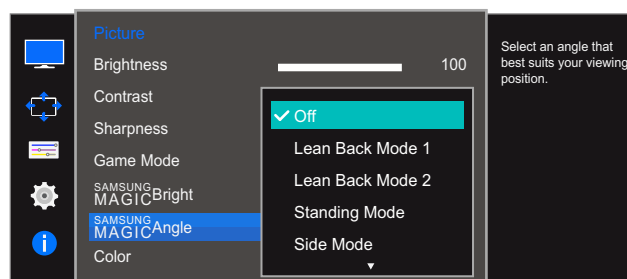 Picture
Brightness 100
Contrast
Sharpness
Game Mode
SAMSUNG
MAGICBright
SAMSUNG
MAGICAngle
Color
Off
Lean Back Mode 1
Lean Back Mode 2
Standing Mode
Side Mode
Select an angle that
best suits your viewing
position.